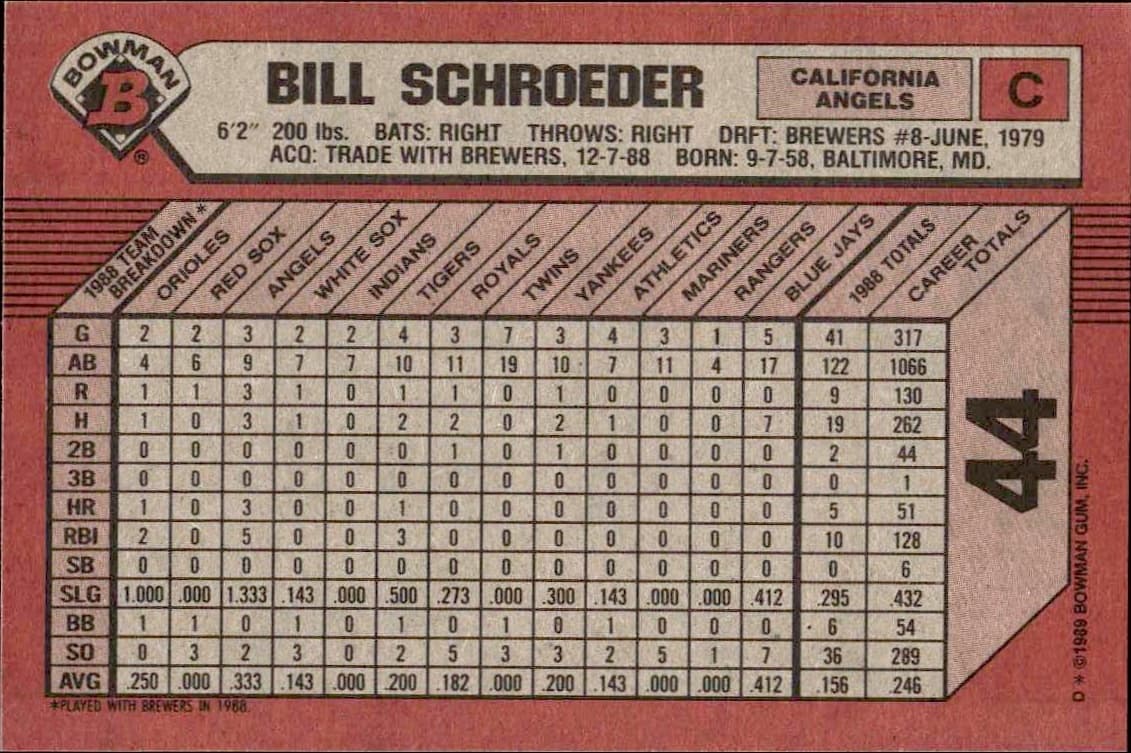 BOWMAN
B
®
BILL SCHROEDER
CALIFORNIA
ANGELS
C
6'2" 200 lbs. BATS: RIGHT THROWS: RIGHT DRFT: BREWERS #8-JUNE, 1979
ACQ: TRADE WITH BREWERS, 12-7-88 BORN: 9-7-58, BALTIMORE, MD.
1988 TEAM BREAKDOWN* ORIOLES RED SOX ANGELS WHITE SOX INDIANS TIGERS ROYALS TWINS YANKEES ATHLETICS MARINERS RANGERS BLUE JAYS 1988 TOTALS CAREER TOTALS
G 2 2 3 2 2 4 3 7 3 4 3 1 5 41 317
AB 4 6 9 7 7 10 11 19 10 7 11 4 17 122 1066
R 1 1 3 1 0 1 1 0 1 0 0 0 0 9 130
H 1 0 3 1 0 2 2 0 2 1 0 0 7 19 262
2B 0 0 0 0 0 0 1 0 1 0 0 0 0 2 44
3B 0 0 0 0 0 0 0 0 0 0 0 0 0 0 1
HR 1 0 3 0 0 1 0 0 0 0 0 0 0 5 51
RBI 2 0 5 0 0 3 0 0 0 0 0 0 0 10 128
SB 0 0 0 0 0 0 0 0 0 0 0 0 0 0 6
SLG 1.000 .000 1.333 .143 .000 .500 .273 .000 .300 .143 .000 .000 .412 .295 .432
BB 1 1 0 1 0 1 0 1 0 1 0 0 0 6 54
SO 0 3 2 3 0 2 5 3 3 2 5 1 7 36 289
AVG .250 .000 .333 .143 .000 .200 .182 .000 .200 .143 .000 .000 .412 .156 .246
*PLAYED WITH BREWERS IN 1988.
44
D * ©1989 BOWMAN GUM, INC.